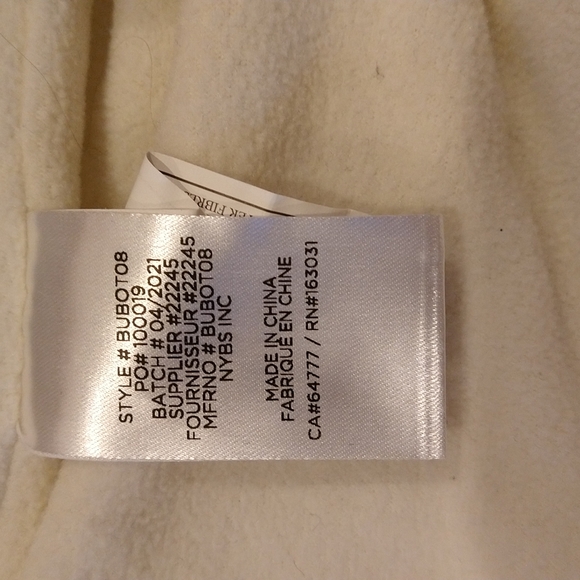 STYLE # BUBOT08
PO# 100019
BATCH # 04/2021
SUPPLIER #22245
FOURNISSEUR #22245
MFRNO # BUBOT08
NYBS INC
MADE IN CHINA
FABRIQUÉ EN CHINE
CA#64777 / RN#163031